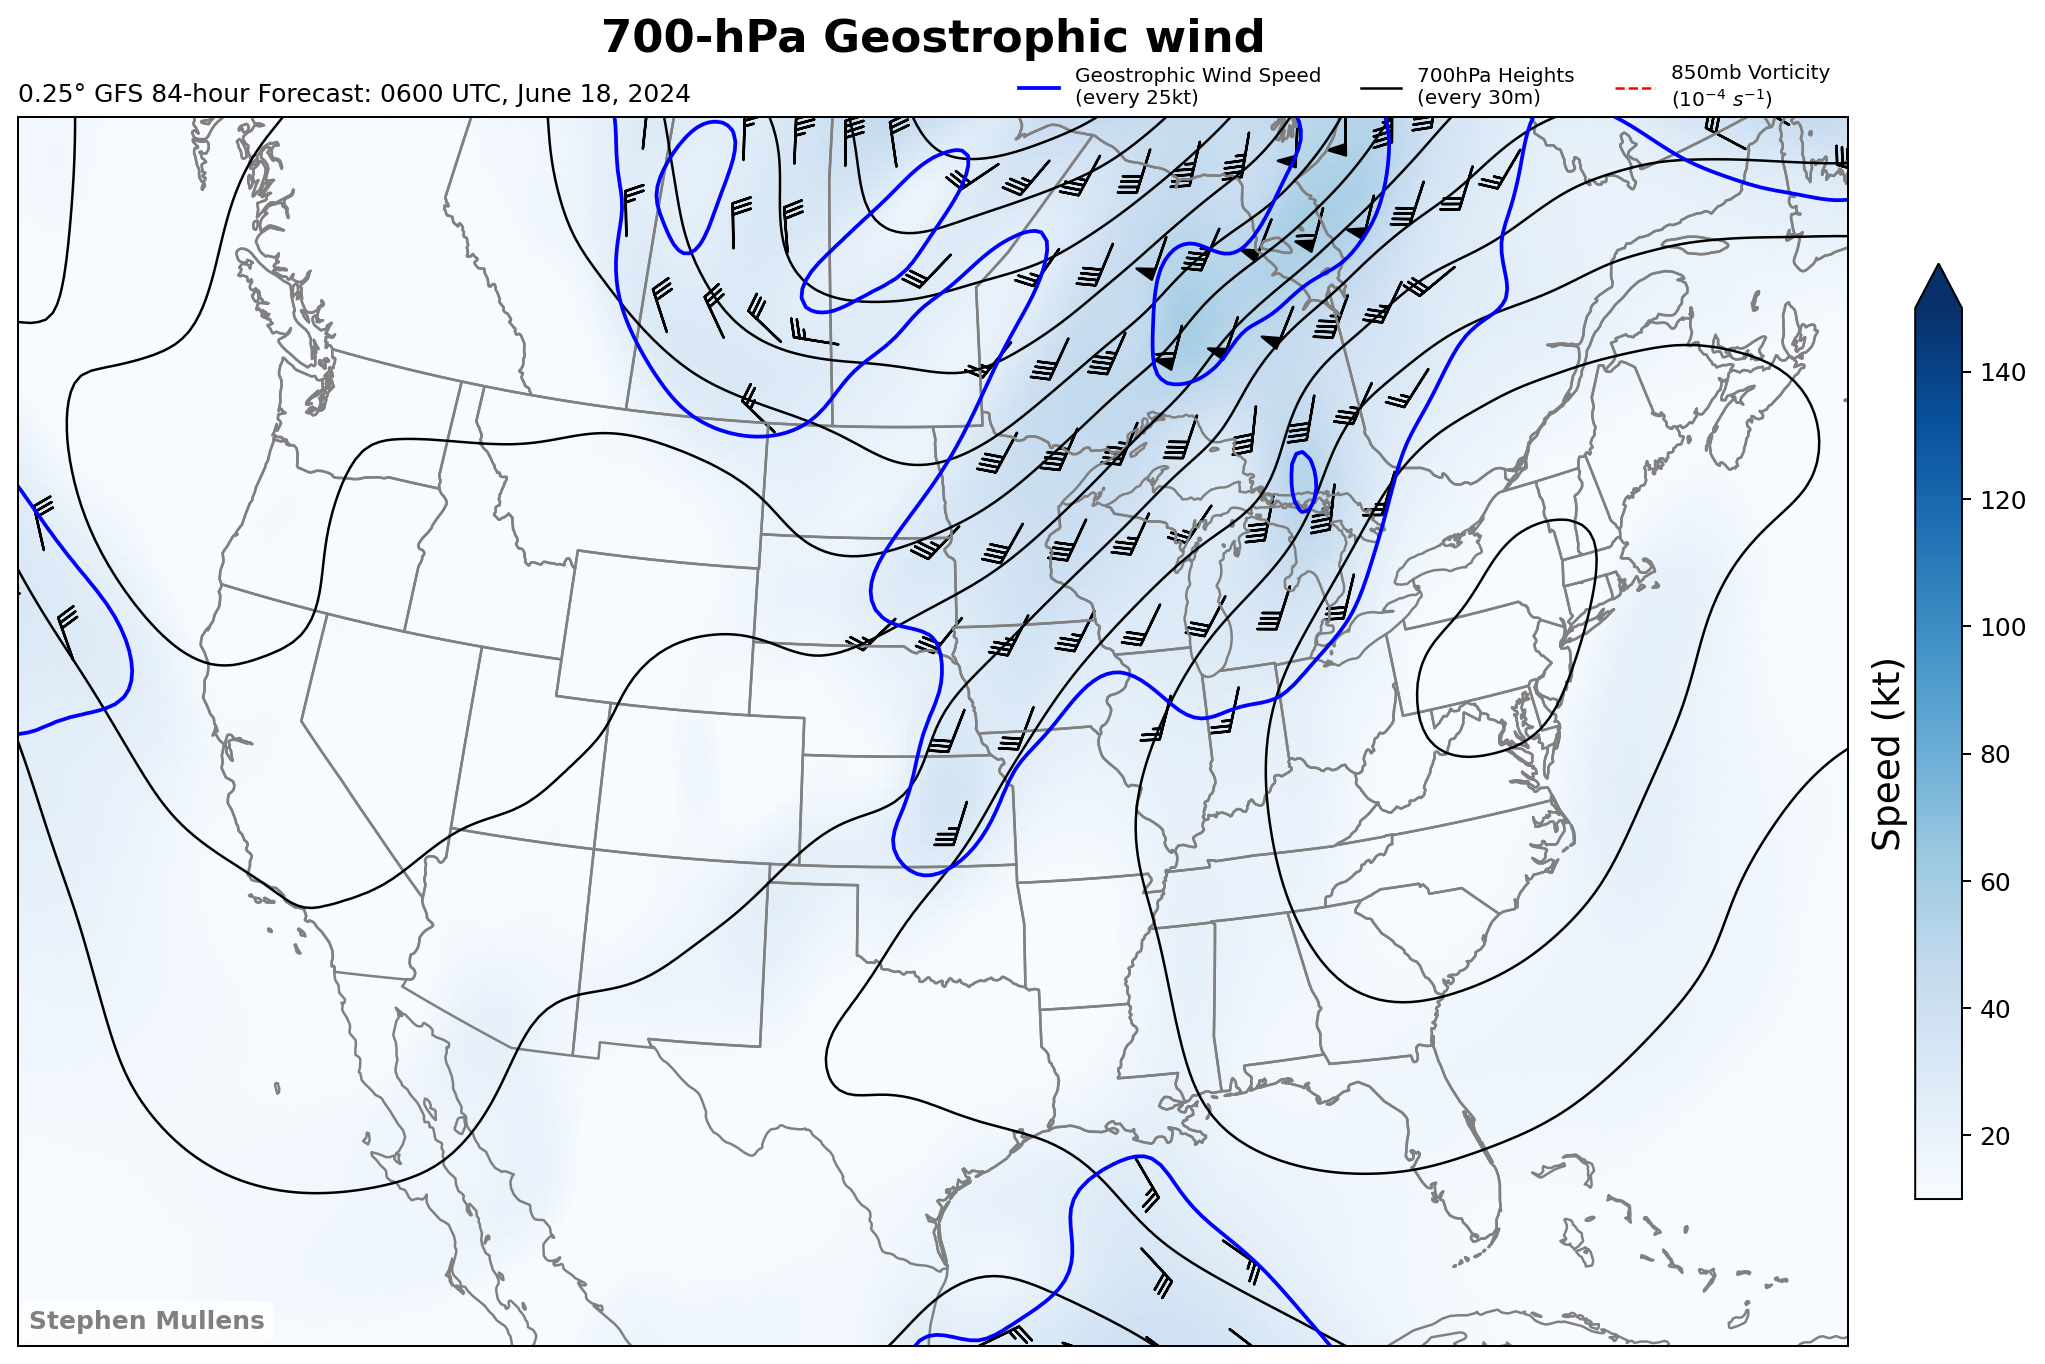 700-hPa Geostrophic wind
0.25° GFS 84-hour Forecast: 0600 UTC, June 18, 2024
Geostrophic Wind Speed
(every 25kt)
700hPa Heights
(every 30m)
850mb Vorticity
(10⁻⁴ s⁻¹)
140
120
100
80
60
40
20
Speed (kt)
Stephen Mullens